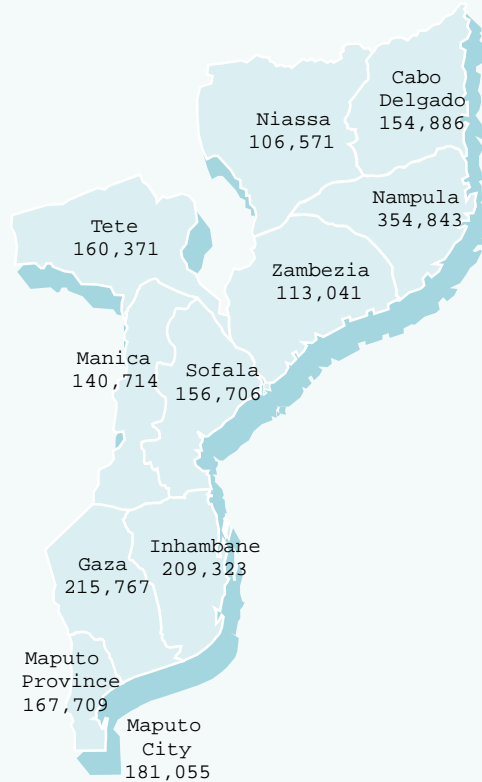 Cabo
Delgado
154,886
Niassa
106,571
Nampula
354,843
Tete
160,371
Zambezia
113,041
Manica
140,714
Sofala
156,706
Inhambane
209,323
Gaza
215,767
Maputo
Province
167,709
Maputo
City
181,055